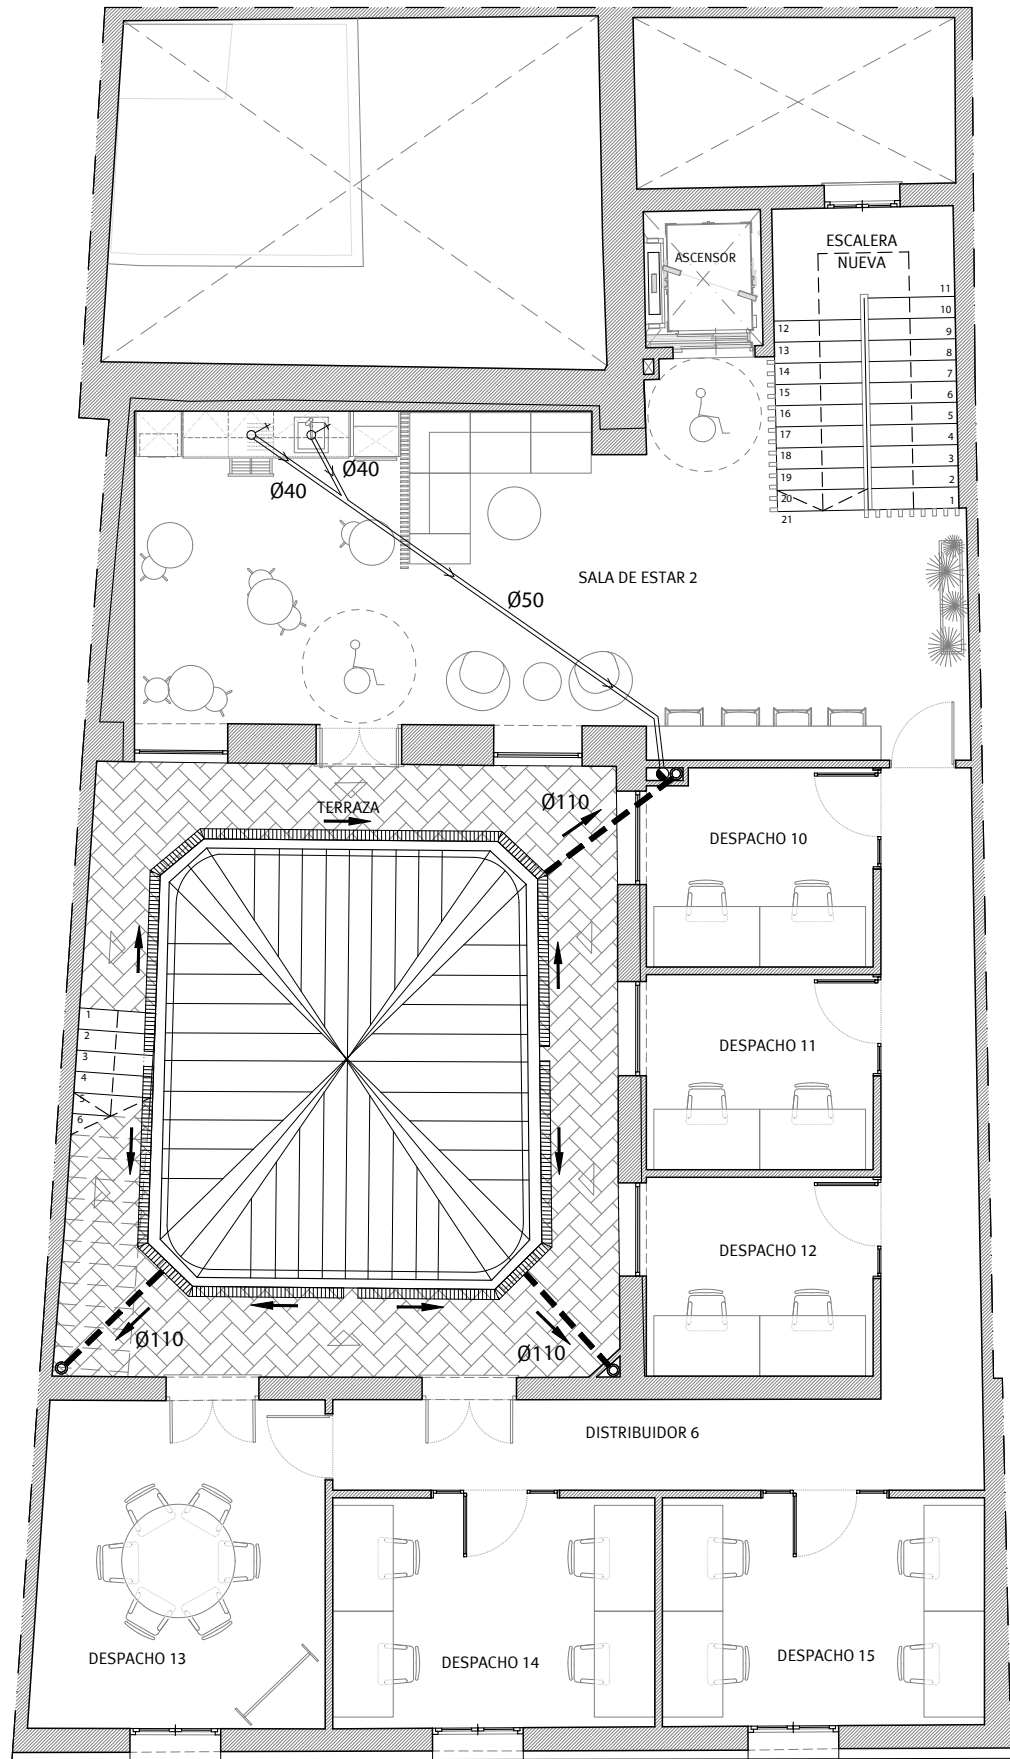 ESCALERA
NUEVA
ASCENSOR
11
10
9
8
7
6
5
4
3
2
1
12
13
14
15
16
17
18
19
20
21
Ø40
Ø40
SALA DE ESTAR 2
Ø50
TERRAZA
Ø110
DESPACHO 10
1
2
3
4
5
6
DESPACHO 11
DESPACHO 12
Ø110
Ø110
DISTRIBUIDOR 6
DESPACHO 13
DESPACHO 14
DESPACHO 15